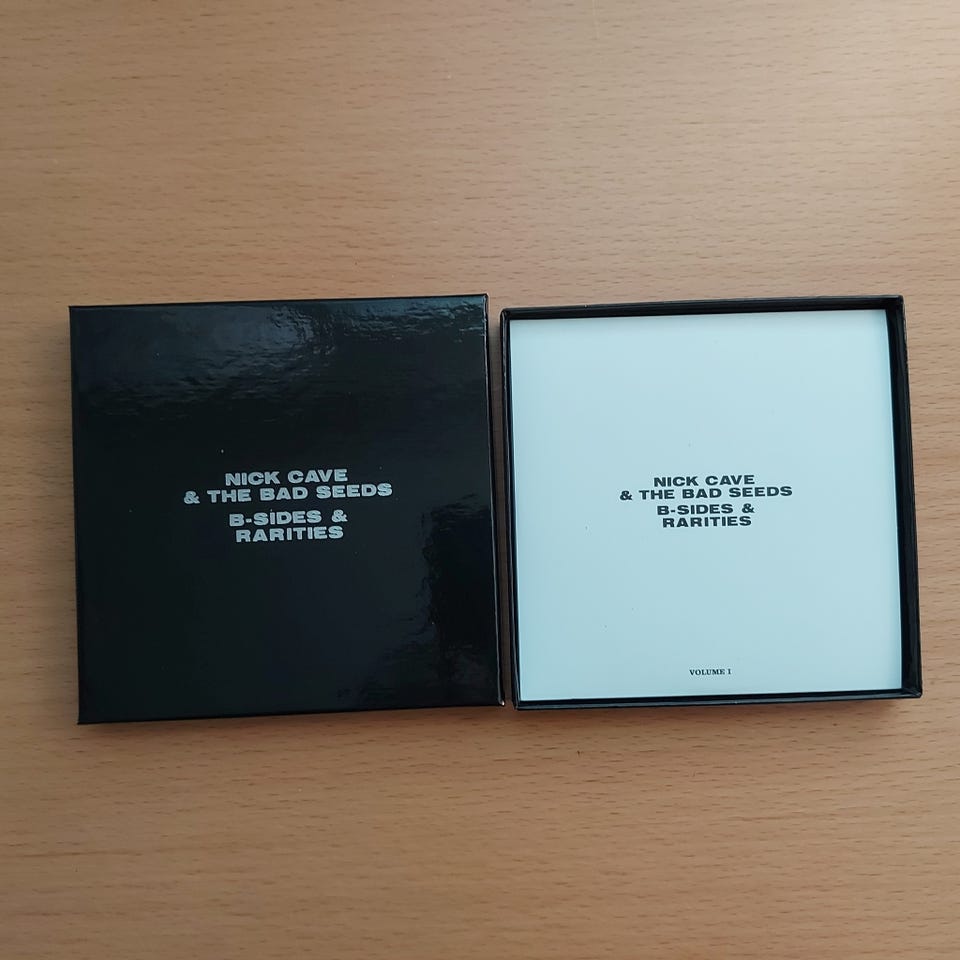 NICK CAVE
& THE BAD SEEDS
B-SIDES &
RARITIES
NICK CAVE
& THE BAD SEEDS
B-SIDES &
RARITIES
VOLUME I